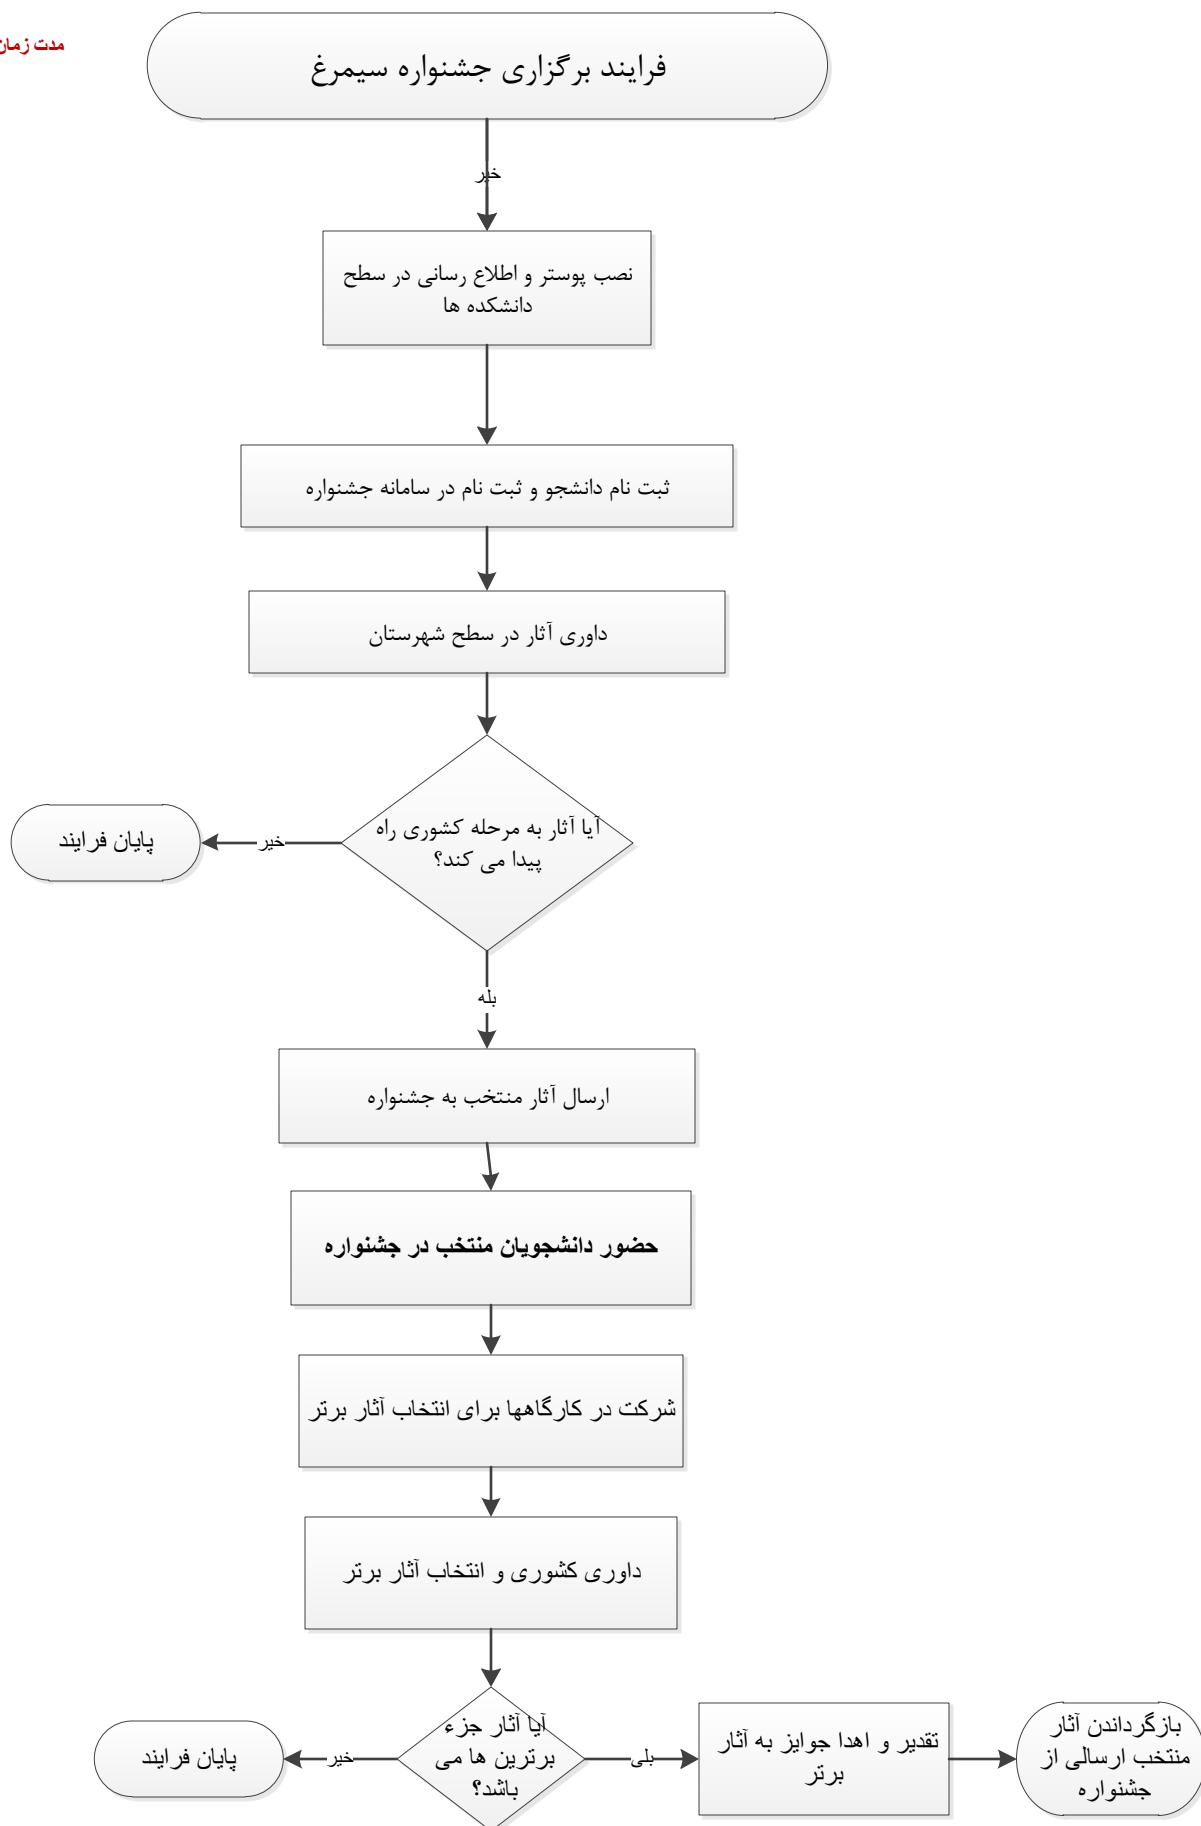 مدت زمان
فرایند برگزاری جشنواره سیمرغ
خیر
نصب پوستر و اطلاع رسانی در سطح
دانشکده ها
ثبت نام دانشجو و ثبت نام در سامانه جشنواره
داوری آثار در سطح شهرستان
آیا آثار به مرحله کشوری راه
پیدا می کند؟
خیر
پایان فرایند
بله
ارسال آثار منتخب به جشنواره
حضور دانشجویان منتخب در جشنواره
شرکت در کارگاهها برای انتخاب آثار برتر
داوری کشوری و انتخاب آثار برتر
آیا آثار جزء
برترین ها می
باشد؟
خیر
پایان فرایند
بلی
تقدیر و اهدا جوایز به آثار
برتر
بازگرداندن آثار
منتخب ارسالی از
جشنواره